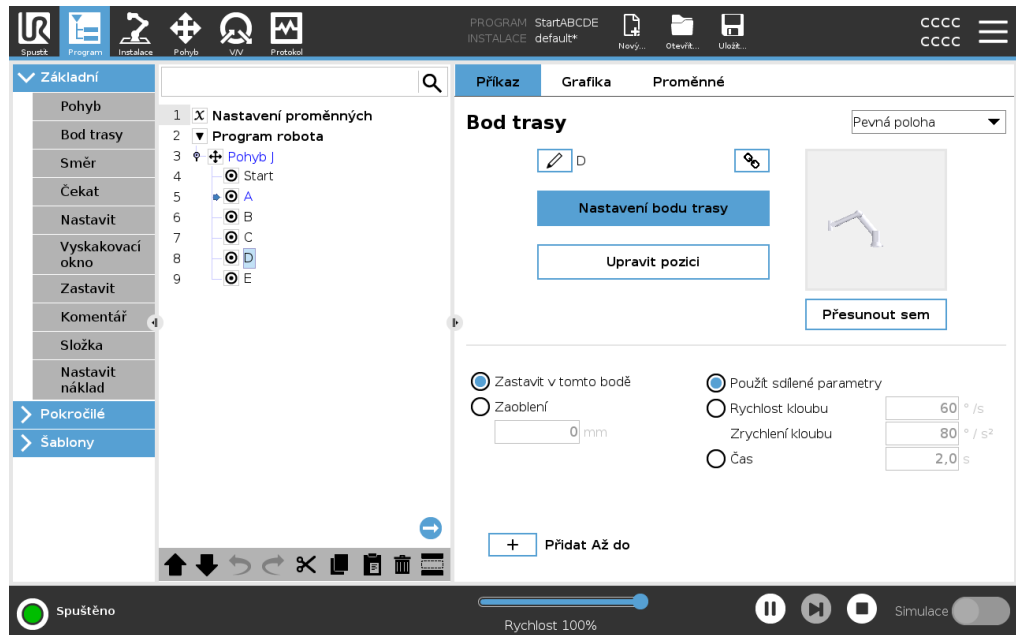 UR
PROGRAM StartABCDE
INSTALACE default*
Spustit Program Instalace Pohyb V/V Protokol
Nový... Otevřít... Uložit...
CCCC
CCCC
Základní
Pohyb
Bod trasy
Směr
Čekat
Nastavit
Vyskakovací
okno
Zastavit
Komentář
Složka
Nastavit
náklad
Pokročilé
Šablony
1 X Nastavení proměnných
2 Program robota
3 Pohyb J
4 Start
5 A
6 B
7 C
8 D
9 E
Příkaz Grafika Proměnné
Bod trasy
Pevná poloha
D
Nastavení bodu trasy
Upravit pozici
Přesunout sem
Zastavit v tomto bodě
Zaoblení
0 mm
Použít sdílené parametry
Rychlost kloubu 60 ° /s
Zrychlení kloubu 80 ° / s²
Čas 2,0 s
+ Přidat Až do
Spuštěno
Rychlost 100%
Simulace